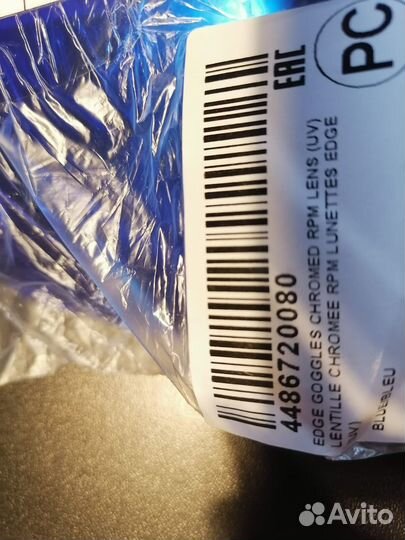 EAC
PC
4486720080
EDGE GOGGLES CHROMED RPM LENS (UV)
LENTILLE CHROMEE RPM LUNETTES EDGE
(UV)
BLUE/BLEU
Avito